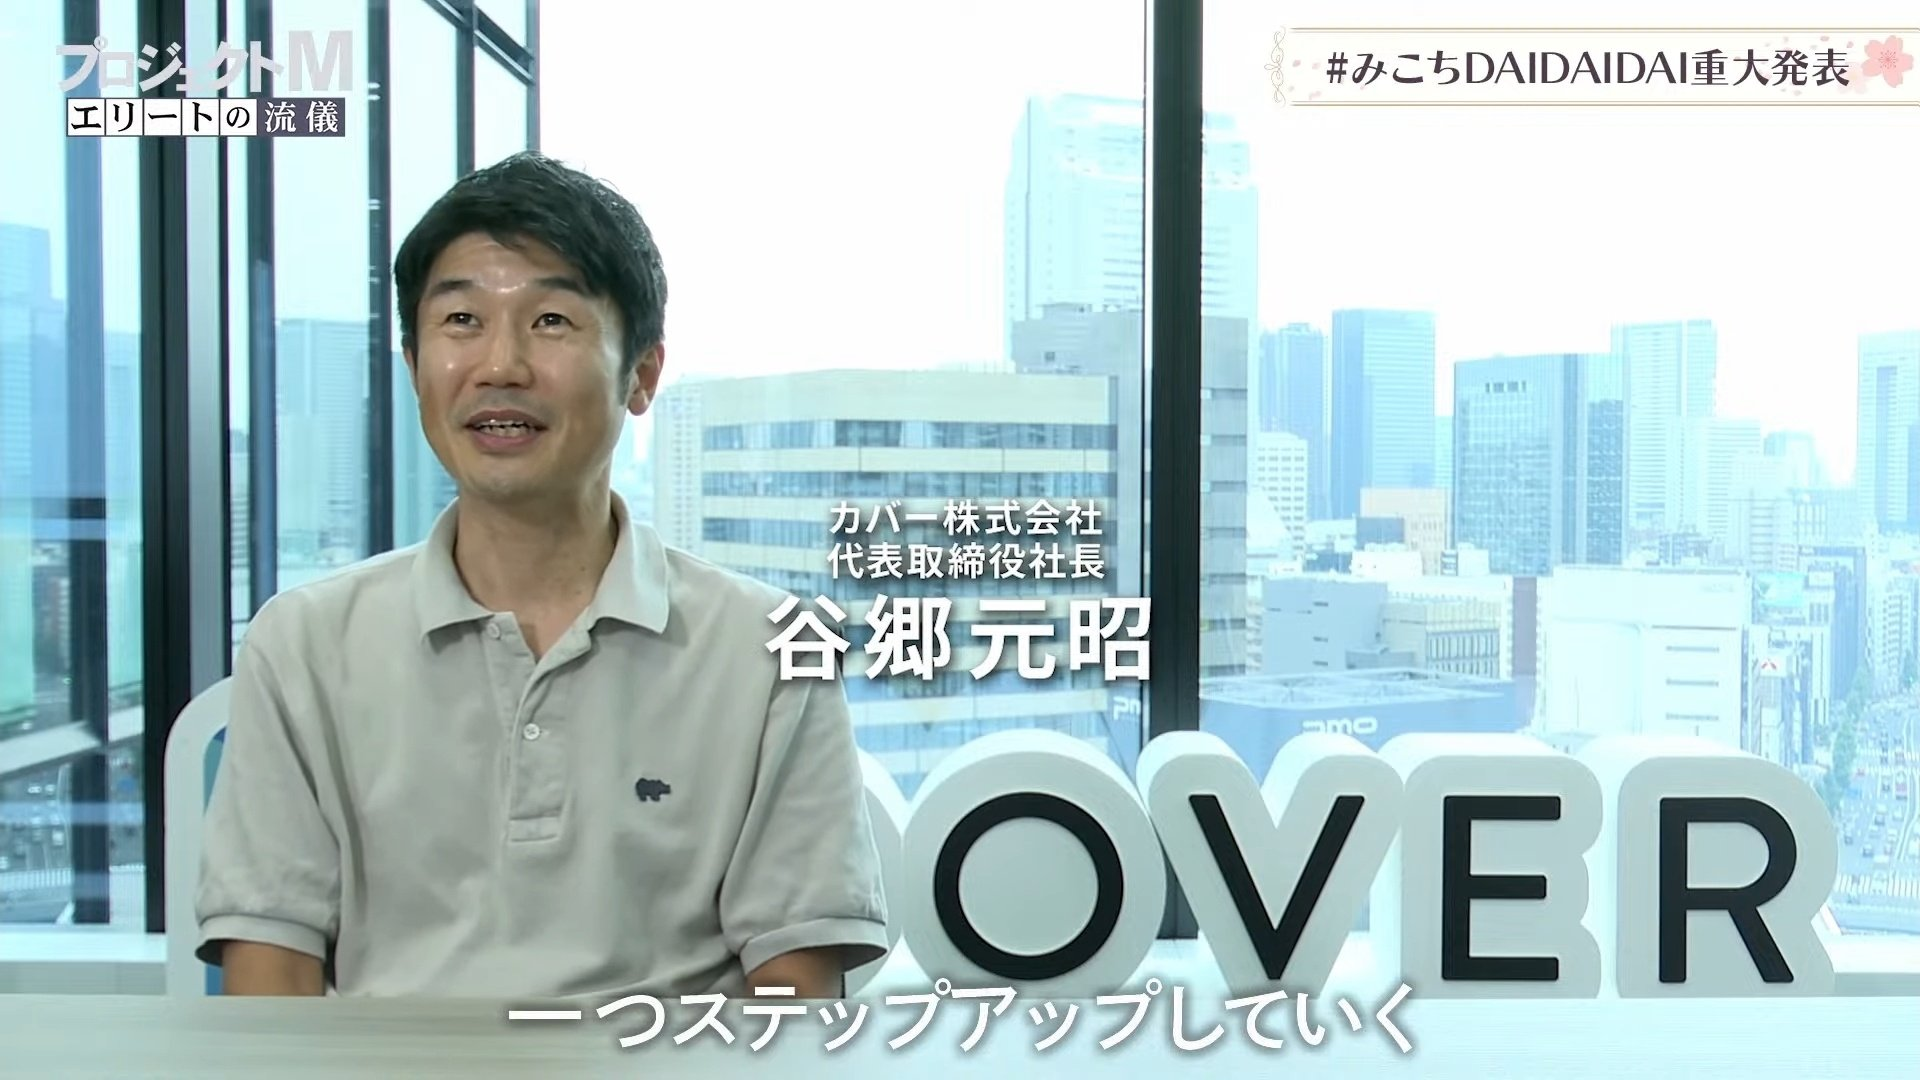 プロジェクトM
エリートの流儀
#みこちDAIDAIDAI重大発表
カバー株式会社
代表取締役社長
谷郷元昭
pmo
OVER
一つステップアップしていく